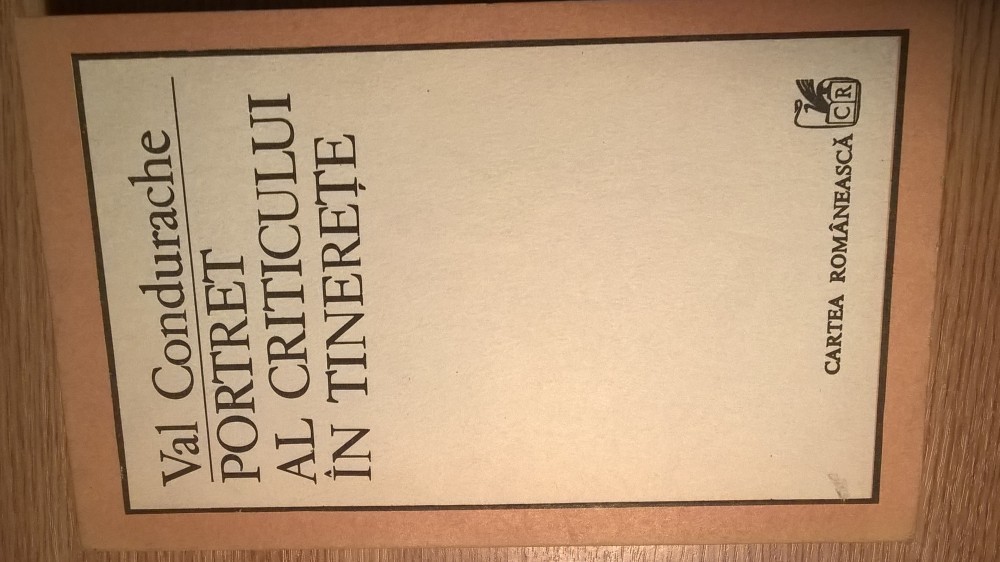 Val Condurache
PORTRET
AL CRITICULUI
ÎN TINEREȚE
CR
CARTEA ROMÂNEASCĂ